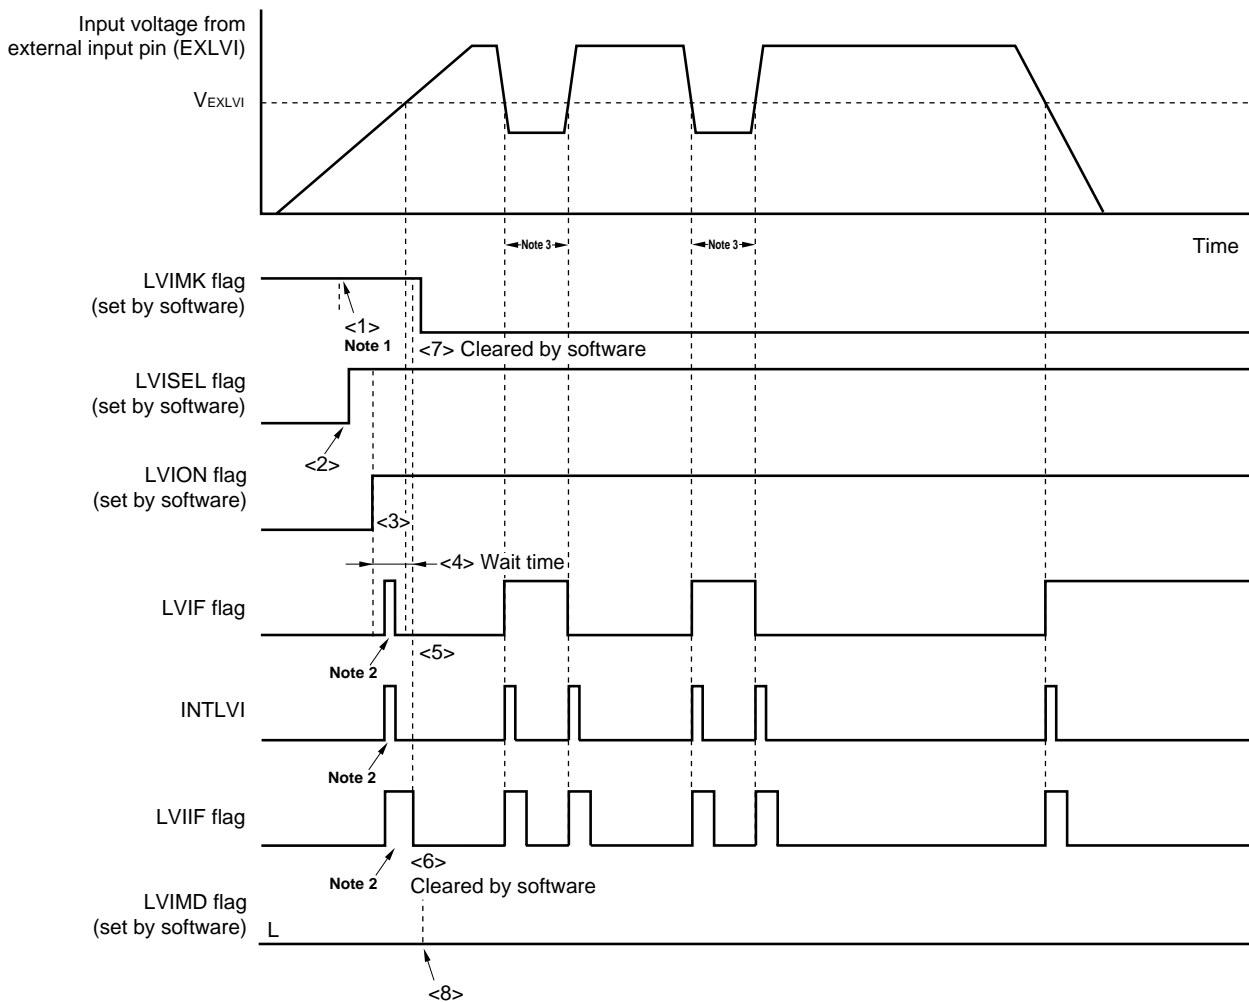 Input voltage from
external input pin (EXLVI)
VEXLVI
Note 3
Note 3
Time
LVIMK flag
(set by software)
<1>
Note 1
<7> Cleared by software
LVISEL flag
(set by software)
<2>
LVION flag
(set by software)
<3>
<4> Wait time
LVIF flag
Note 2
<5>
INTLVI
Note 2
LVIIF flag
Note 2
<6>
Cleared by software
LVIMD flag
(set by software)
L
<8>